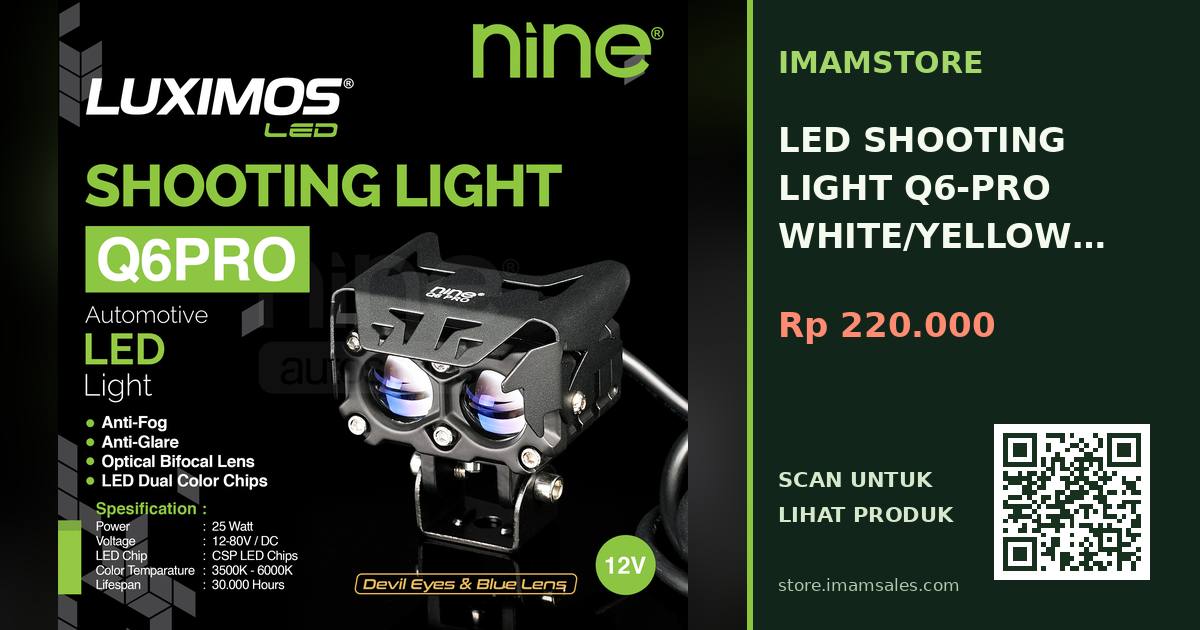 nine®
LUXIMOS®
LED
SHOOTING LIGHT
Q6PRO
Automotive
LED
Light
Anti-Fog
Anti-Glare
Optical Bifocal Lens
LED Dual Color Chips
Spesification :
Power : 25 Watt
Voltage : 12-80V / DC
LED Chip : CSP LED Chips
Color Temparature : 3500K - 6000K
Lifespan : 30.000 Hours
nine®
Q6 PRO
Devil Eyes & Blue Lens
12V
IMAMSTORE
LED SHOOTING
LIGHT Q6-PRO
WHITE/YELLOW...
Rp 220.000
SCAN UNTUK
LIHAT PRODUK
store.imamsales.com